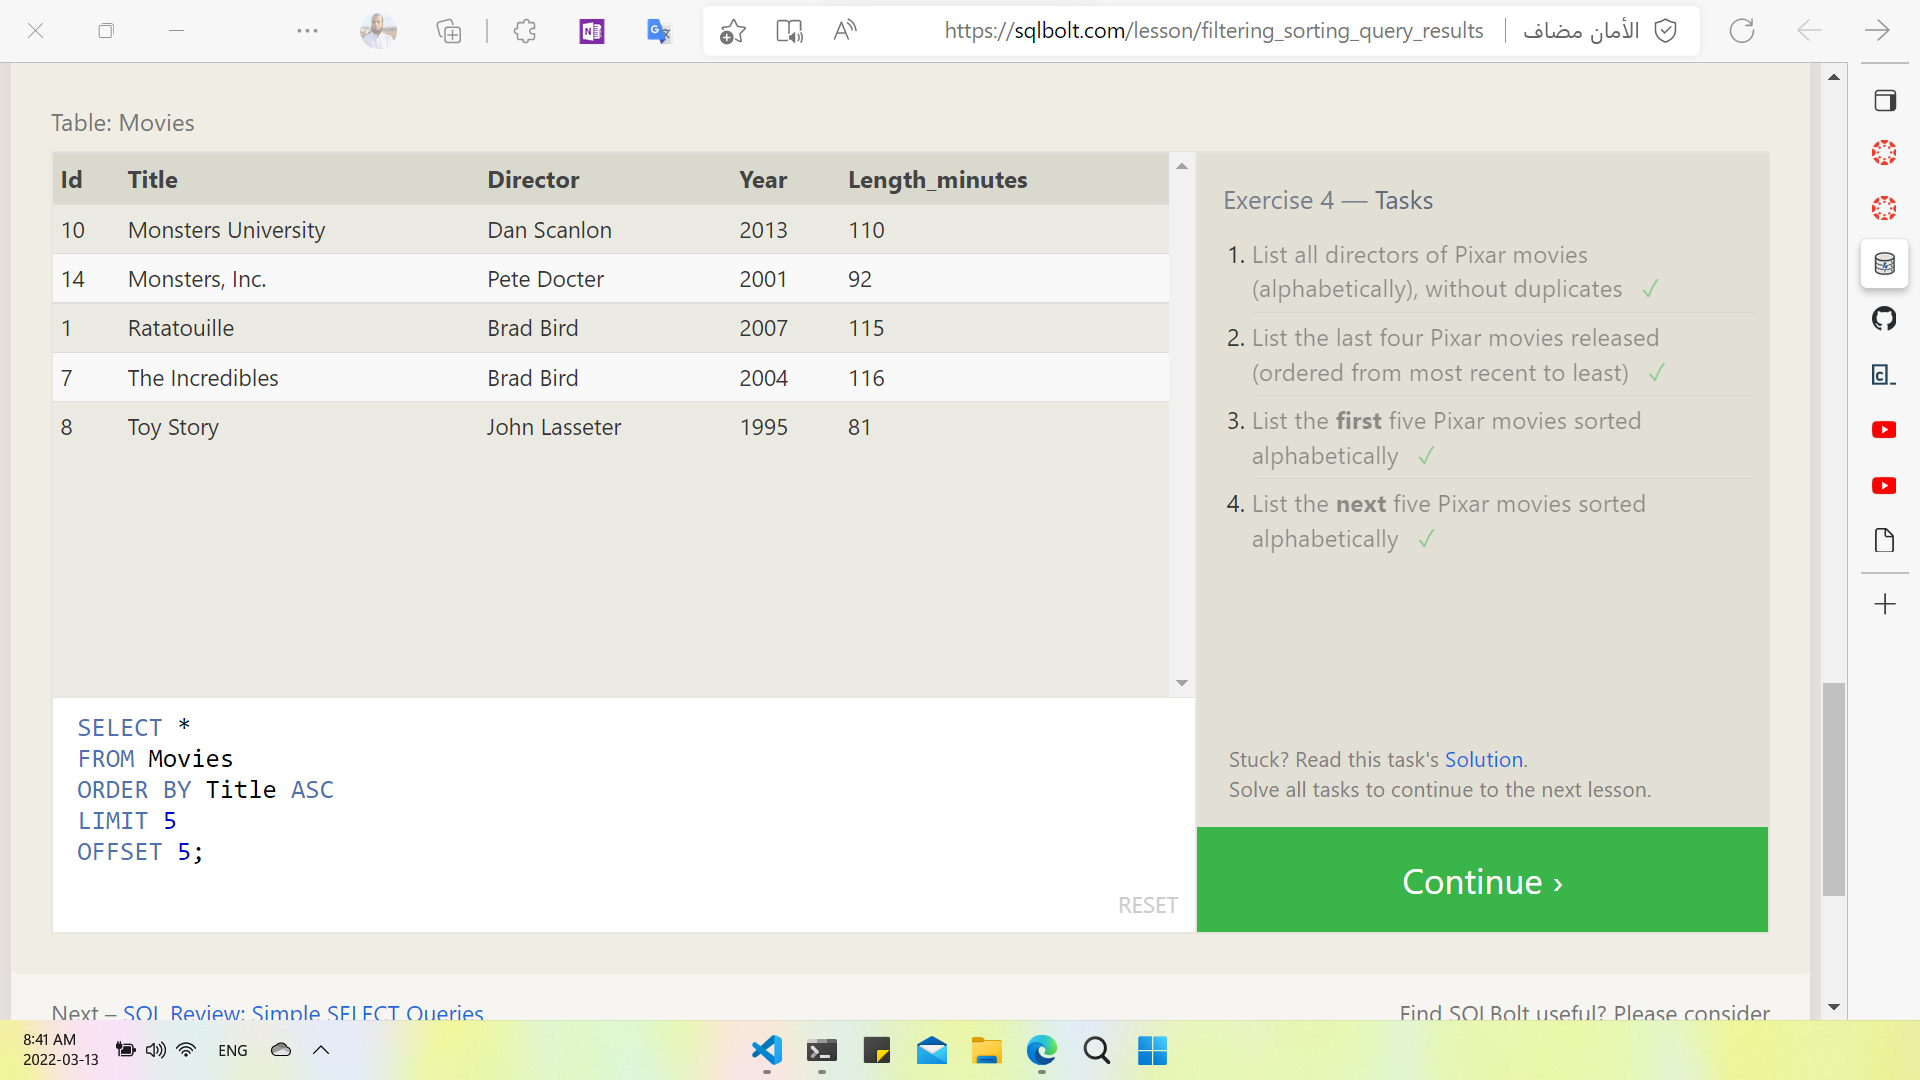 https://sqlbolt.com/lesson/filtering_sorting_query_results
الأمان مضاف
Table: Movies
Id Title Director Year Length_minutes
10 Monsters University Dan Scanlon 2013 110
14 Monsters, Inc. Pete Docter 2001 92
1 Ratatouille Brad Bird 2007 115
7 The Incredibles Brad Bird 2004 116
8 Toy Story John Lasseter 1995 81
SELECT *
FROM Movies
ORDER BY Title ASC
LIMIT 5
OFFSET 5;
RESET
Exercise 4 — Tasks
1. List all directors of Pixar movies
(alphabetically), without duplicates ✓
2. List the last four Pixar movies released
(ordered from most recent to least) ✓
3. List the first five Pixar movies sorted
alphabetically ✓
4. List the next five Pixar movies sorted
alphabetically ✓
Stuck? Read this task's Solution.
Solve all tasks to continue to the next lesson.
Continue ›
Next – SQL Review: Simple SELECT Queries
Find SQLBolt useful? Please consider
8:41 AM
2022-03-13
ENG